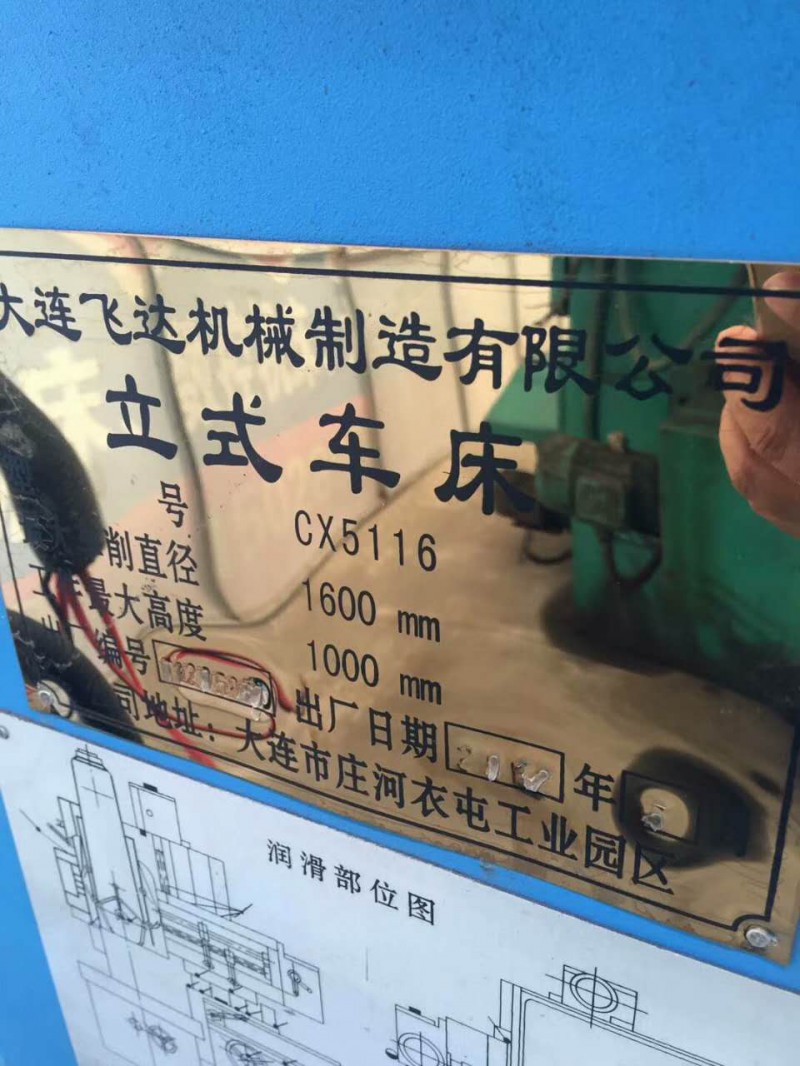 大连飞达机械制造有限公司
立式车床
号 CX5116
削直径 1600 mm
最大高度 1000 mm
编号 出厂日期 年
司地址：大连市庄河衣屯工业园区
润滑部位图